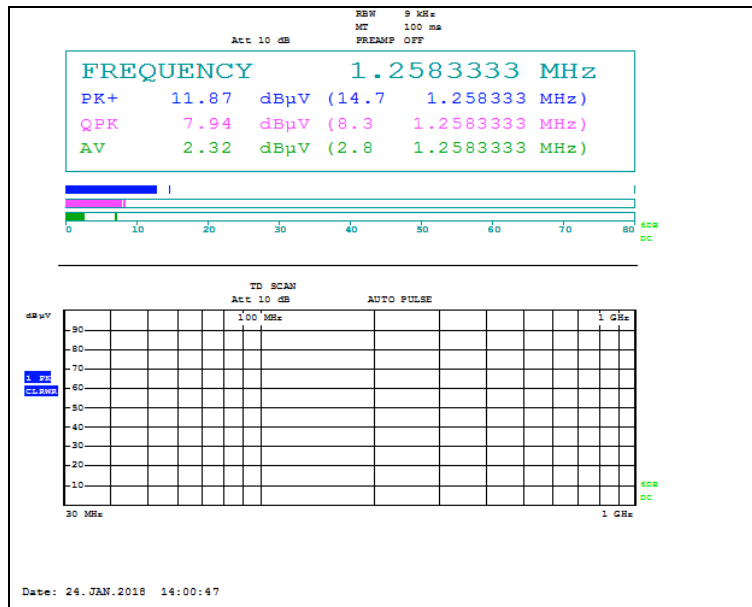 RBW 9 kHz
MT 100 ms
Att 10 dB PREAMP OFF
FREQUENCY 1.2583333 MHz
PK+ 11.87 dBµV (14.7 1.258333 MHz)
QPK 7.94 dBµV (8.3 1.2583333 MHz)
AV 2.32 dBµV (2.8 1.2583333 MHz)
0 10 20 30 40 50 60 70 80
6DB
DC
TD SCAN
Att 10 dB AUTO PULSE
dBµV
100 MHz 1 GHz
90
80
70
1 PK
60
CLRWR
50
40
30
20
10
6DB
DC
30 MHz 1 GHz
Date: 24.JAN.2018 14:00:47